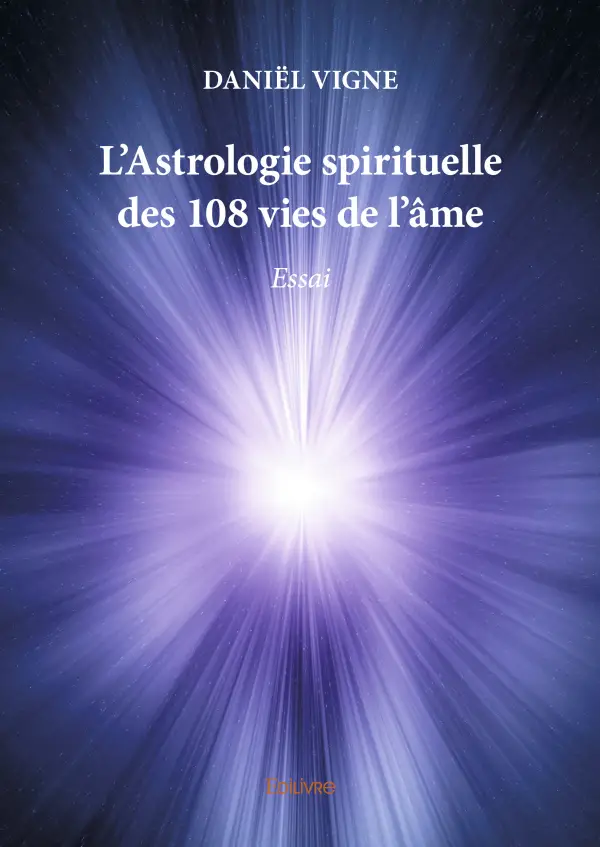 DANIËL VIGNE
L’Astrologie spirituelle
des 108 vies de l’âme
Essai
EDILIVRE